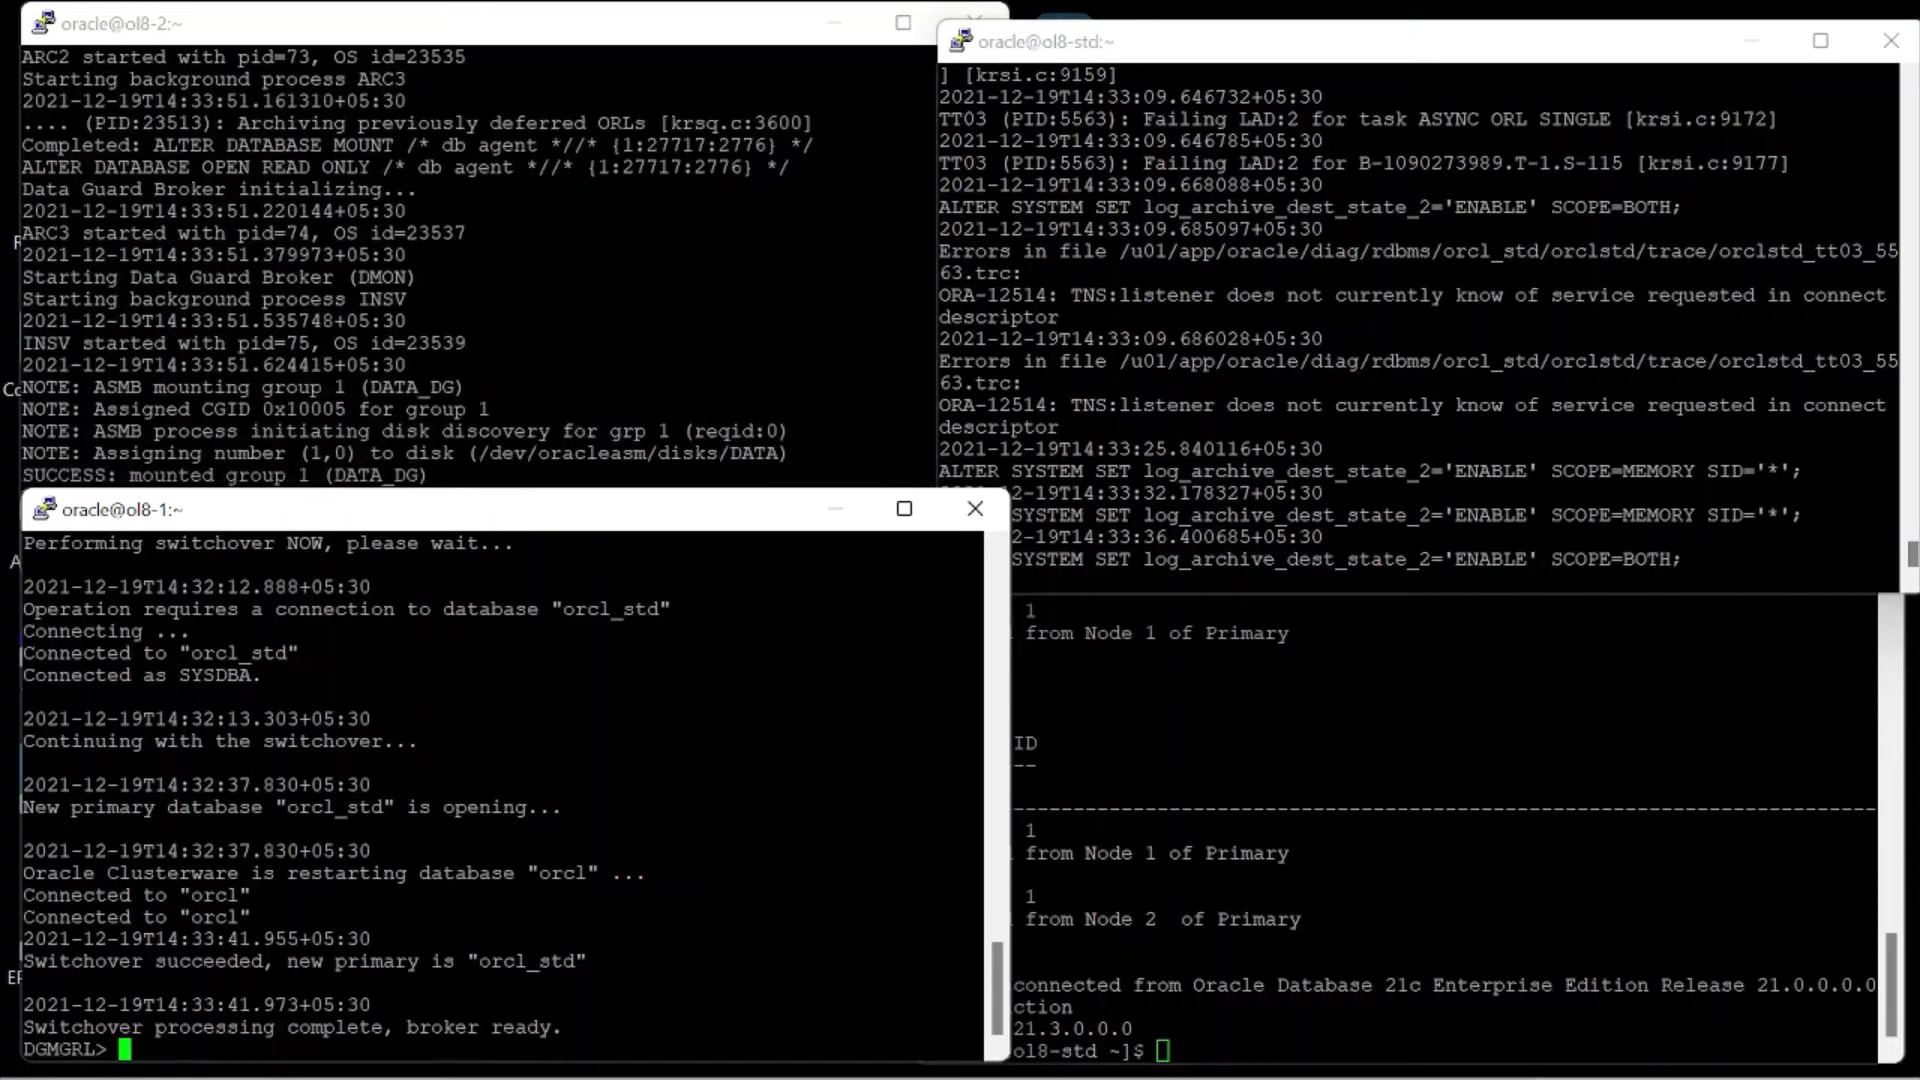 oracle@ol8-2:~
ARC2 started with pid=73, OS id=23535
Starting background process ARC3
2021-12-19T14:33:51.161310+05:30
.... (PID:23513): Archiving previously deferred ORLs [krsq.c:3600]
Completed: ALTER DATABASE MOUNT /* db agent *//* {1:27717:2776} */
ALTER DATABASE OPEN READ ONLY /* db agent *//* {1:27717:2776} */
Data Guard Broker initializing...
2021-12-19T14:33:51.220144+05:30
ARC3 started with pid=74, OS id=23537
2021-12-19T14:33:51.379973+05:30
Starting Data Guard Broker (DMON)
Starting background process INSV
2021-12-19T14:33:51.535748+05:30
INSV started with pid=75, OS id=23539
2021-12-19T14:33:51.624415+05:30
NOTE: ASMB mounting group 1 (DATA_DG)
NOTE: Assigned CGID 0x10005 for group 1
NOTE: ASMB process initiating disk discovery for grp 1 (reqid:0)
NOTE: Assigning number (1,0) to disk (/dev/oracleasm/disks/DATA)
SUCCESS: mounted group 1 (DATA_DG)
oracle@ol8-std:~
] [krsi.c:9159]
2021-12-19T14:33:09.646732+05:30
TT03 (PID:5563): Failing LAD:2 for task ASYNC ORL SINGLE [krsi.c:9172]
2021-12-19T14:33:09.646785+05:30
TT03 (PID:5563): Failing LAD:2 for B-1090273989.T-1.S-115 [krsi.c:9177]
2021-12-19T14:33:09.668088+05:30
ALTER SYSTEM SET log_archive_dest_state_2='ENABLE' SCOPE=BOTH;
2021-12-19T14:33:09.685097+05:30
Errors in file /u01/app/oracle/diag/rdbms/orcl_std/orclstd/trace/orclstd_tt03_55
63.trc:
ORA-12514: TNS:listener does not currently know of service requested in connect
descriptor
2021-12-19T14:33:09.686028+05:30
Errors in file /u01/app/oracle/diag/rdbms/orcl_std/orclstd/trace/orclstd_tt03_55
63.trc:
ORA-12514: TNS:listener does not currently know of service requested in connect
descriptor
2021-12-19T14:33:25.840116+05:30
ALTER SYSTEM SET log_archive_dest_state_2='ENABLE' SCOPE=MEMORY SID='*';
2-19T14:33:32.178327+05:30
SYSTEM SET log_archive_dest_state_2='ENABLE' SCOPE=MEMORY SID='*';
2-19T14:33:36.400685+05:30
SYSTEM SET log_archive_dest_state_2='ENABLE' SCOPE=BOTH;
oracle@ol8-1:~
Performing switchover NOW, please wait...
2021-12-19T14:32:12.888+05:30
Operation requires a connection to database "orcl_std"
Connecting ...
Connected to "orcl_std"
Connected as SYSDBA.
2021-12-19T14:32:13.303+05:30
Continuing with the switchover...
2021-12-19T14:32:37.830+05:30
New primary database "orcl_std" is opening...
2021-12-19T14:32:37.830+05:30
Oracle Clusterware is restarting database "orcl" ...
Connected to "orcl"
Connected to "orcl"
2021-12-19T14:33:41.955+05:30
Switchover succeeded, new primary is "orcl_std"
2021-12-19T14:33:41.973+05:30
Switchover processing complete, broker ready.
DGMGRL>
1
from Node 1 of Primary
ID
--
--------------------------------------------------------------------------------
1
from Node 1 of Primary
1
from Node 2  of Primary
connected from Oracle Database 21c Enterprise Edition Release 21.0.0.0.0
ction
21.3.0.0.0
ol8-std ~]$